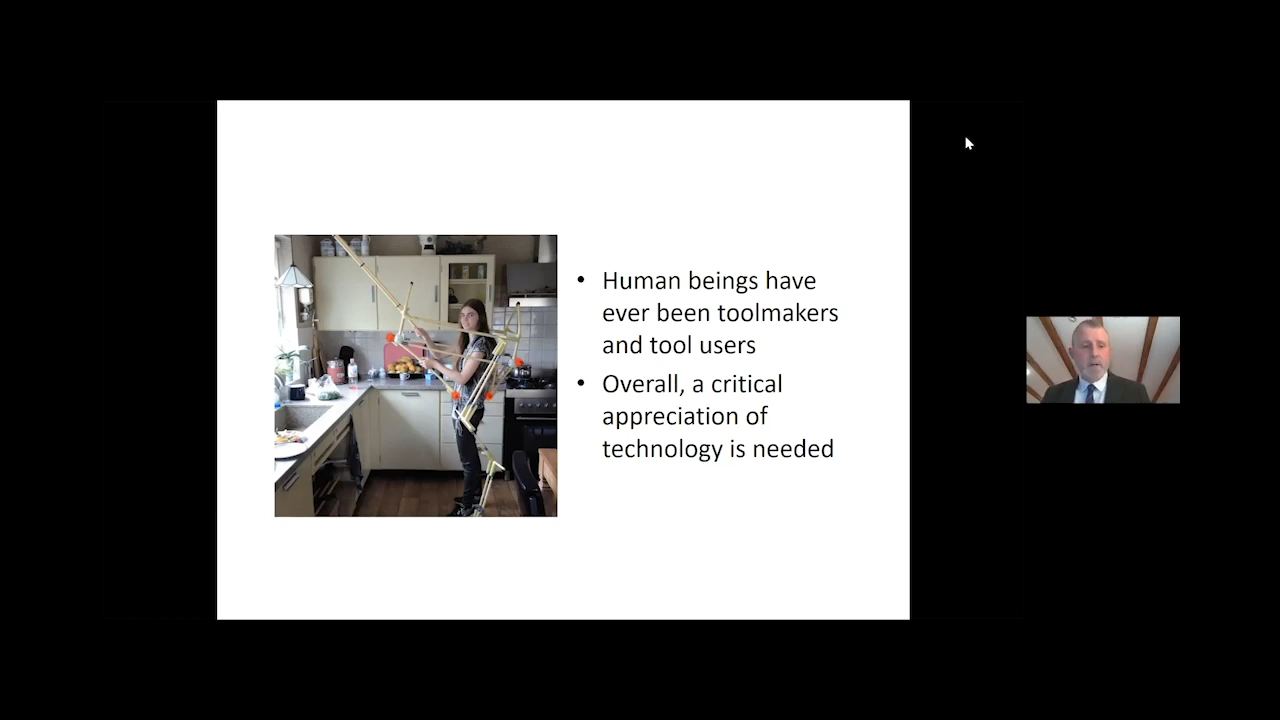 • Human beings have
ever been toolmakers
and tool users
• Overall, a critical
appreciation of
technology is needed